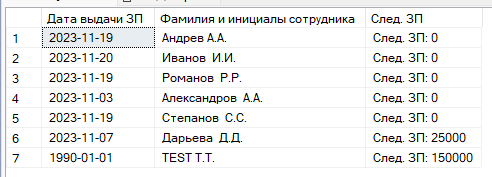 Дата выдачи ЗП Фамилия и инициалы сотрудника След. ЗП
1 2023-11-19 Андрев А.А. След. ЗП: 0
2 2023-11-20 Иванов И.И. След. ЗП: 0
3 2023-11-19 Романов Р.Р. След. ЗП: 0
4 2023-11-03 Александров А.А. След. ЗП: 0
5 2023-11-19 Степанов С.С. След. ЗП: 0
6 2023-11-07 Дарьева Д.Д. След. ЗП: 25000
7 1990-01-01 TEST T.T. След. ЗП: 150000